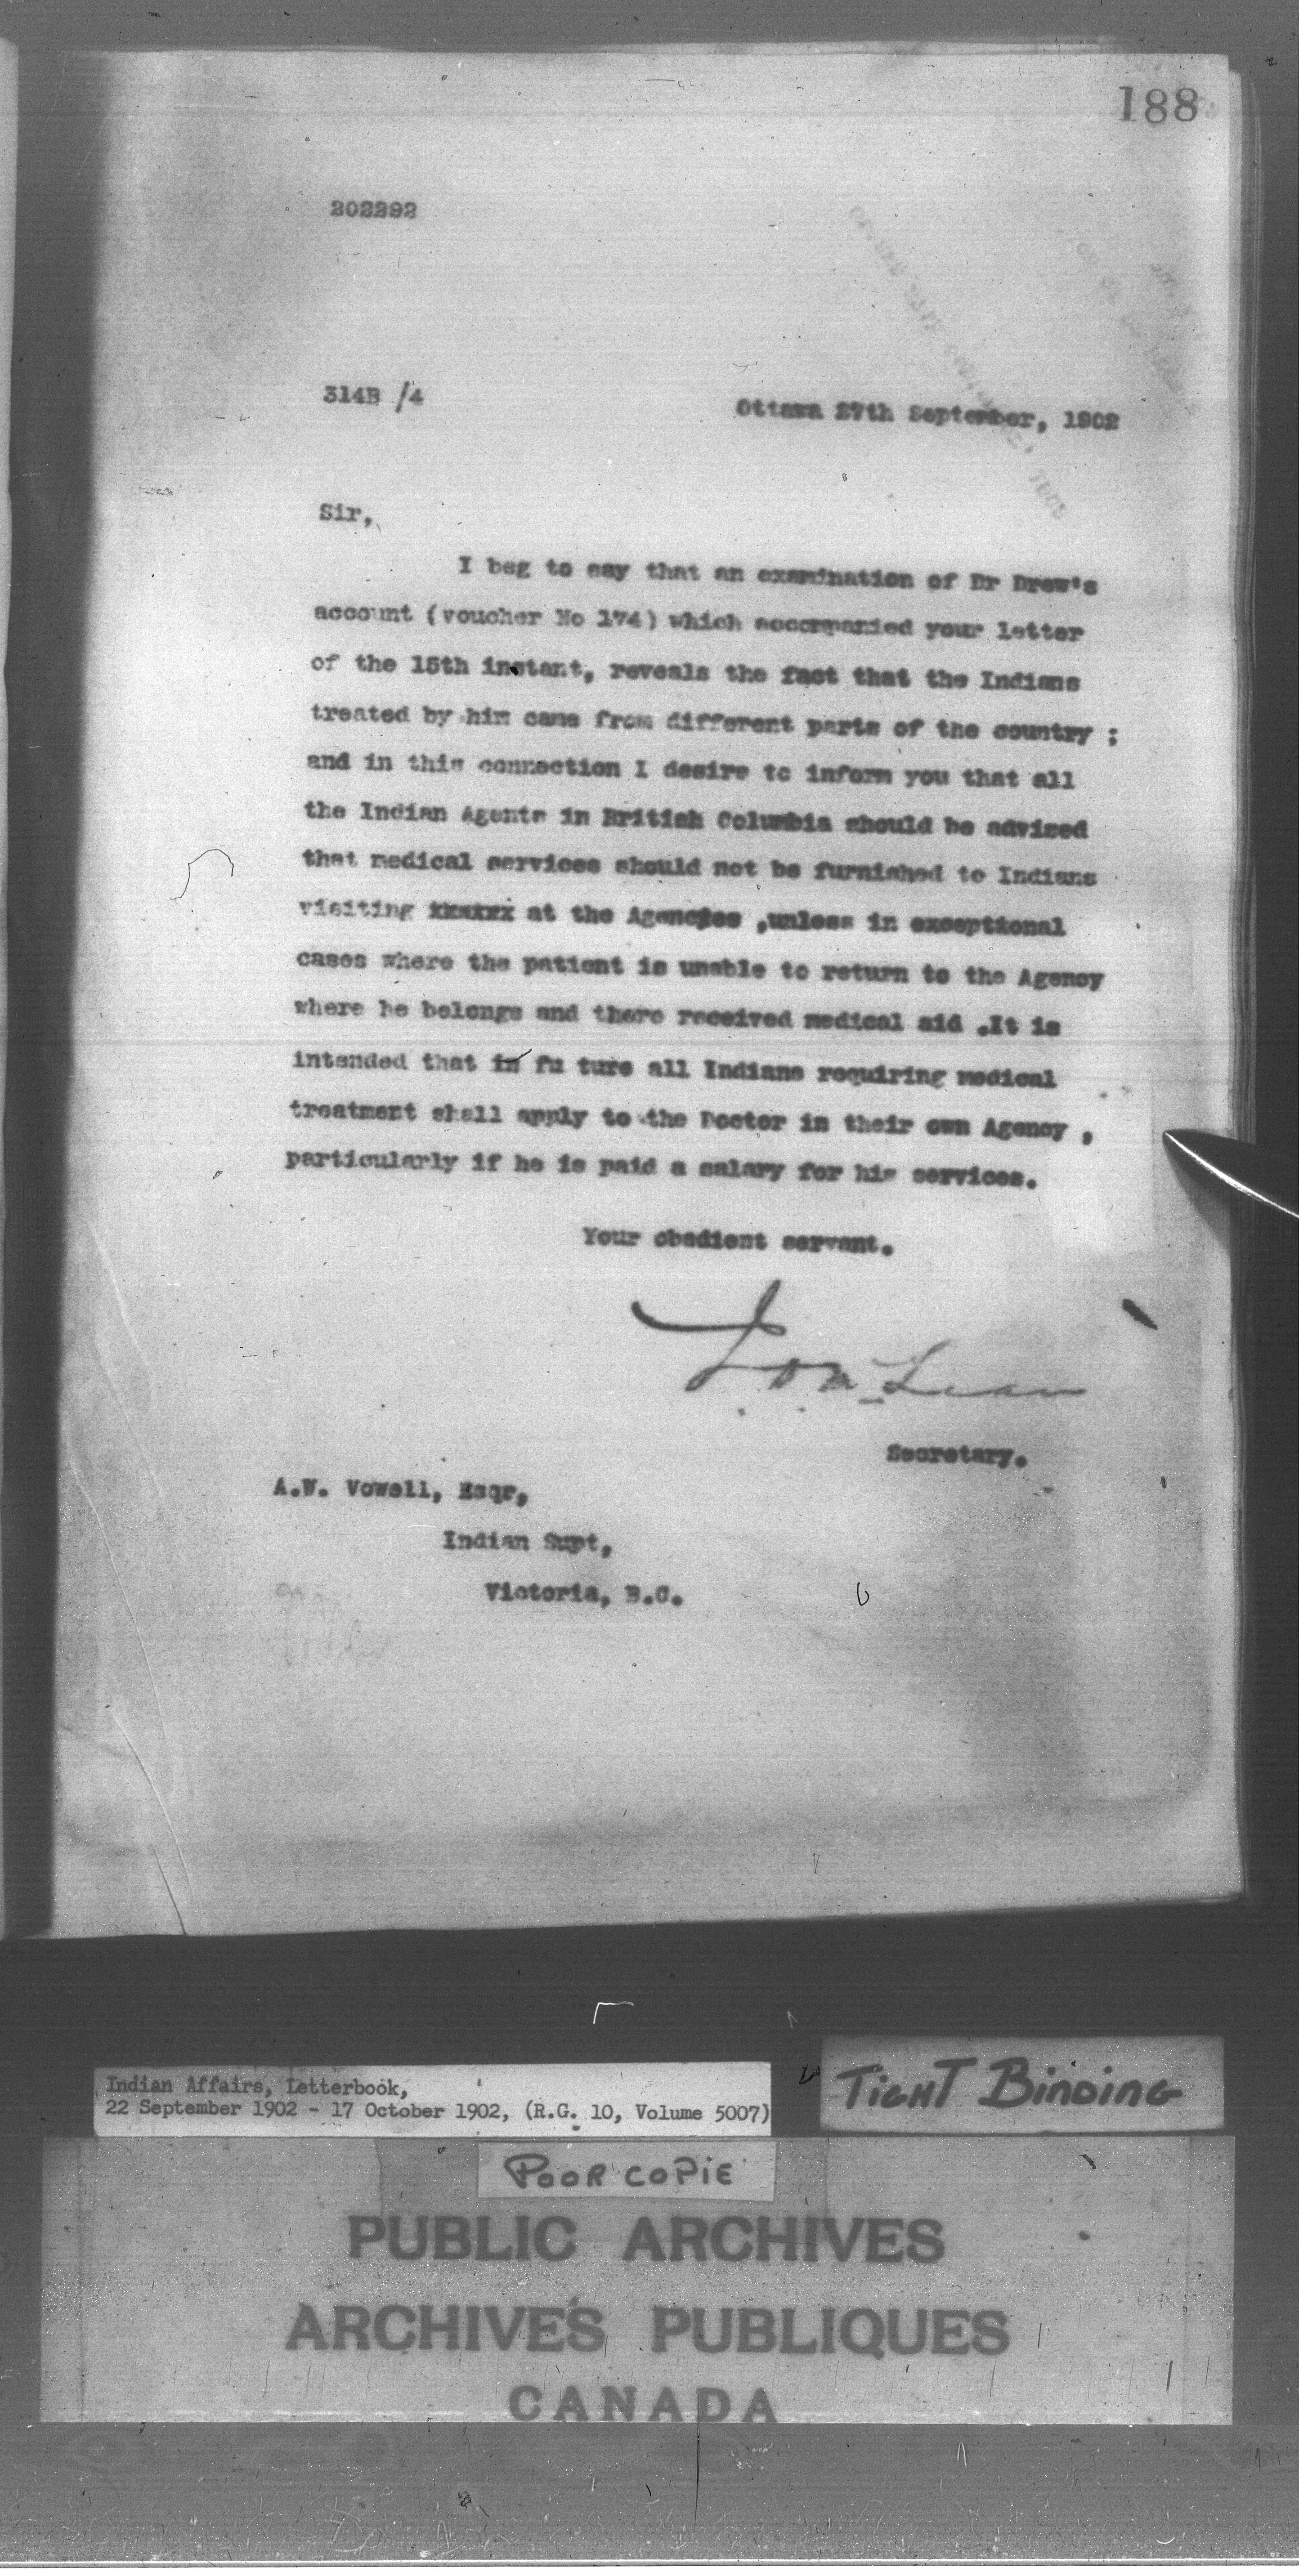 188
202292
314B /4
Ottawa 27th September, 1902
Sir,
I beg to say that an examination of Dr Drew's
account (voucher No 174) which accompanied your letter
of the 15th instant, reveals the fact that the Indians
treated by him came from different parts of the country ;
and in this connection I desire to inform you that all
the Indian Agents in British Columbia should be advised
that medical services should not be furnished to Indians
visiting at the Agencies ,unless in exceptional
cases where the patient is unable to return to the Agency
where he belongs and there received medical aid .It is
intended that in fu ture all Indians requiring medical
treatment shall apply to the Doctor in their own Agency ,
particularly if he is paid a salary for his services.
Your obedient servant.
Secretary.
A.W. Vowell, Esqr,
Indian Supt,
Victoria, B.C.
Indian Affairs, Letterbook,
22 September 1902 - 17 October 1902, (R.G. 10, Volume 5007)
TIGHT BINDING
POOR COPIE
PUBLIC ARCHIVES
ARCHIVES PUBLIQUES
CANADA